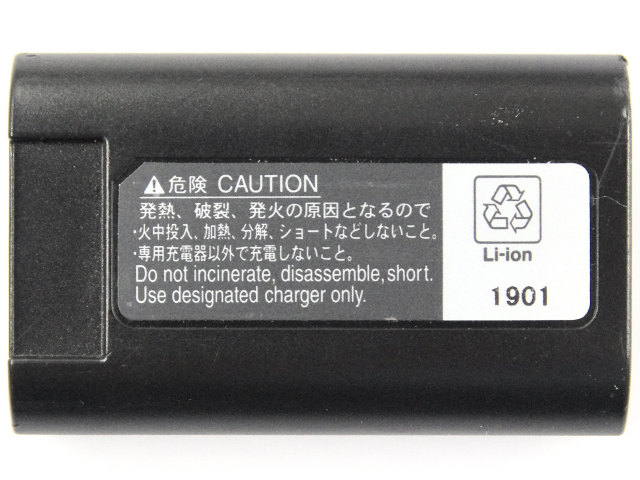 ⚠危険 CAUTION
発熱、破裂、発火の原因となるので
・火中投入、加熱、分解、ショートなどしないこと。
・専用充電器以外で充電しないこと。
Do not incinerate, disassemble,short.
Use designated charger only.
Li-ion
1901